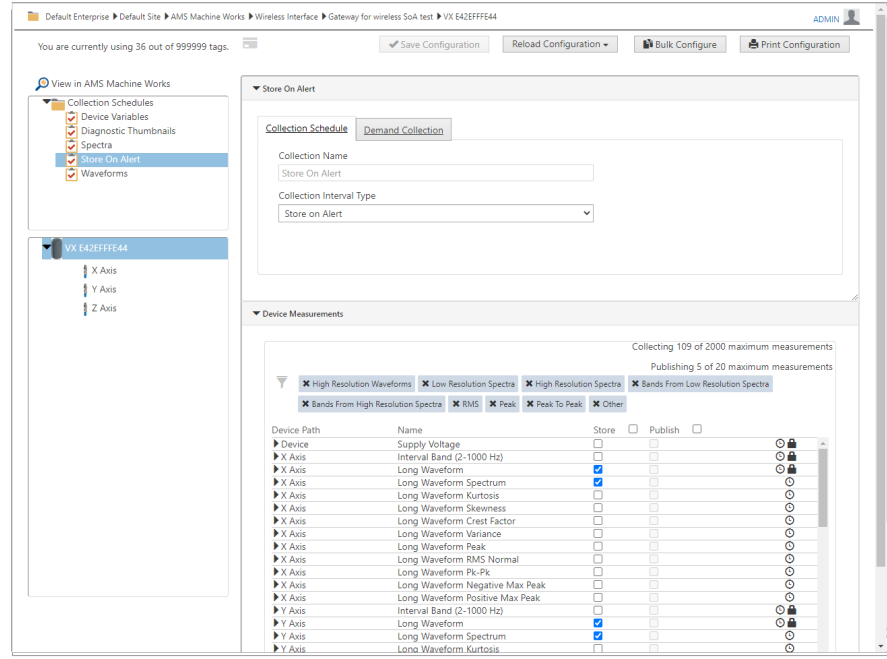 Default Enterprise Default Site AMS Machine Works Wireless Interface Gateway for wireless SoA test VX E42EFFFE44
ADMIN
You are currently using 36 out of 999999 tags.
Save Configuration Reload Configuration Bulk Configure Print Configuration
View in AMS Machine Works
Collection Schedules
Device Variables
Diagnostic Thumbnails
Spectra
Store On Alert
Waveforms
VX E42EFFFE44
X Axis
Y Axis
Z Axis
Store On Alert
Collection Schedule Demand Collection
Collection Name
Store On Alert
Collection Interval Type
Store on Alert
Device Measurements
Collecting 109 of 2000 maximum measurements
Publishing 5 of 20 maximum measurements
High Resolution Waveforms Low Resolution Spectra High Resolution Spectra Bands From Low Resolution Spectra
Bands From High Resolution Spectra RMS Peak Peak To Peak Other
Device Path Name Store Publish
Device Supply Voltage
X Axis Interval Band (2-1000 Hz)
X Axis Long Waveform
X Axis Long Waveform Spectrum
X Axis Long Waveform Kurtosis
X Axis Long Waveform Skewness
X Axis Long Waveform Crest Factor
X Axis Long Waveform Variance
X Axis Long Waveform Peak
X Axis Long Waveform RMS Normal
X Axis Long Waveform Pk-Pk
X Axis Long Waveform Negative Max Peak
X Axis Long Waveform Positive Max Peak
Y Axis Interval Band (2-1000 Hz)
Y Axis Long Waveform
Y Axis Long Waveform Spectrum
Y Axis Long Waveform Kurtosis